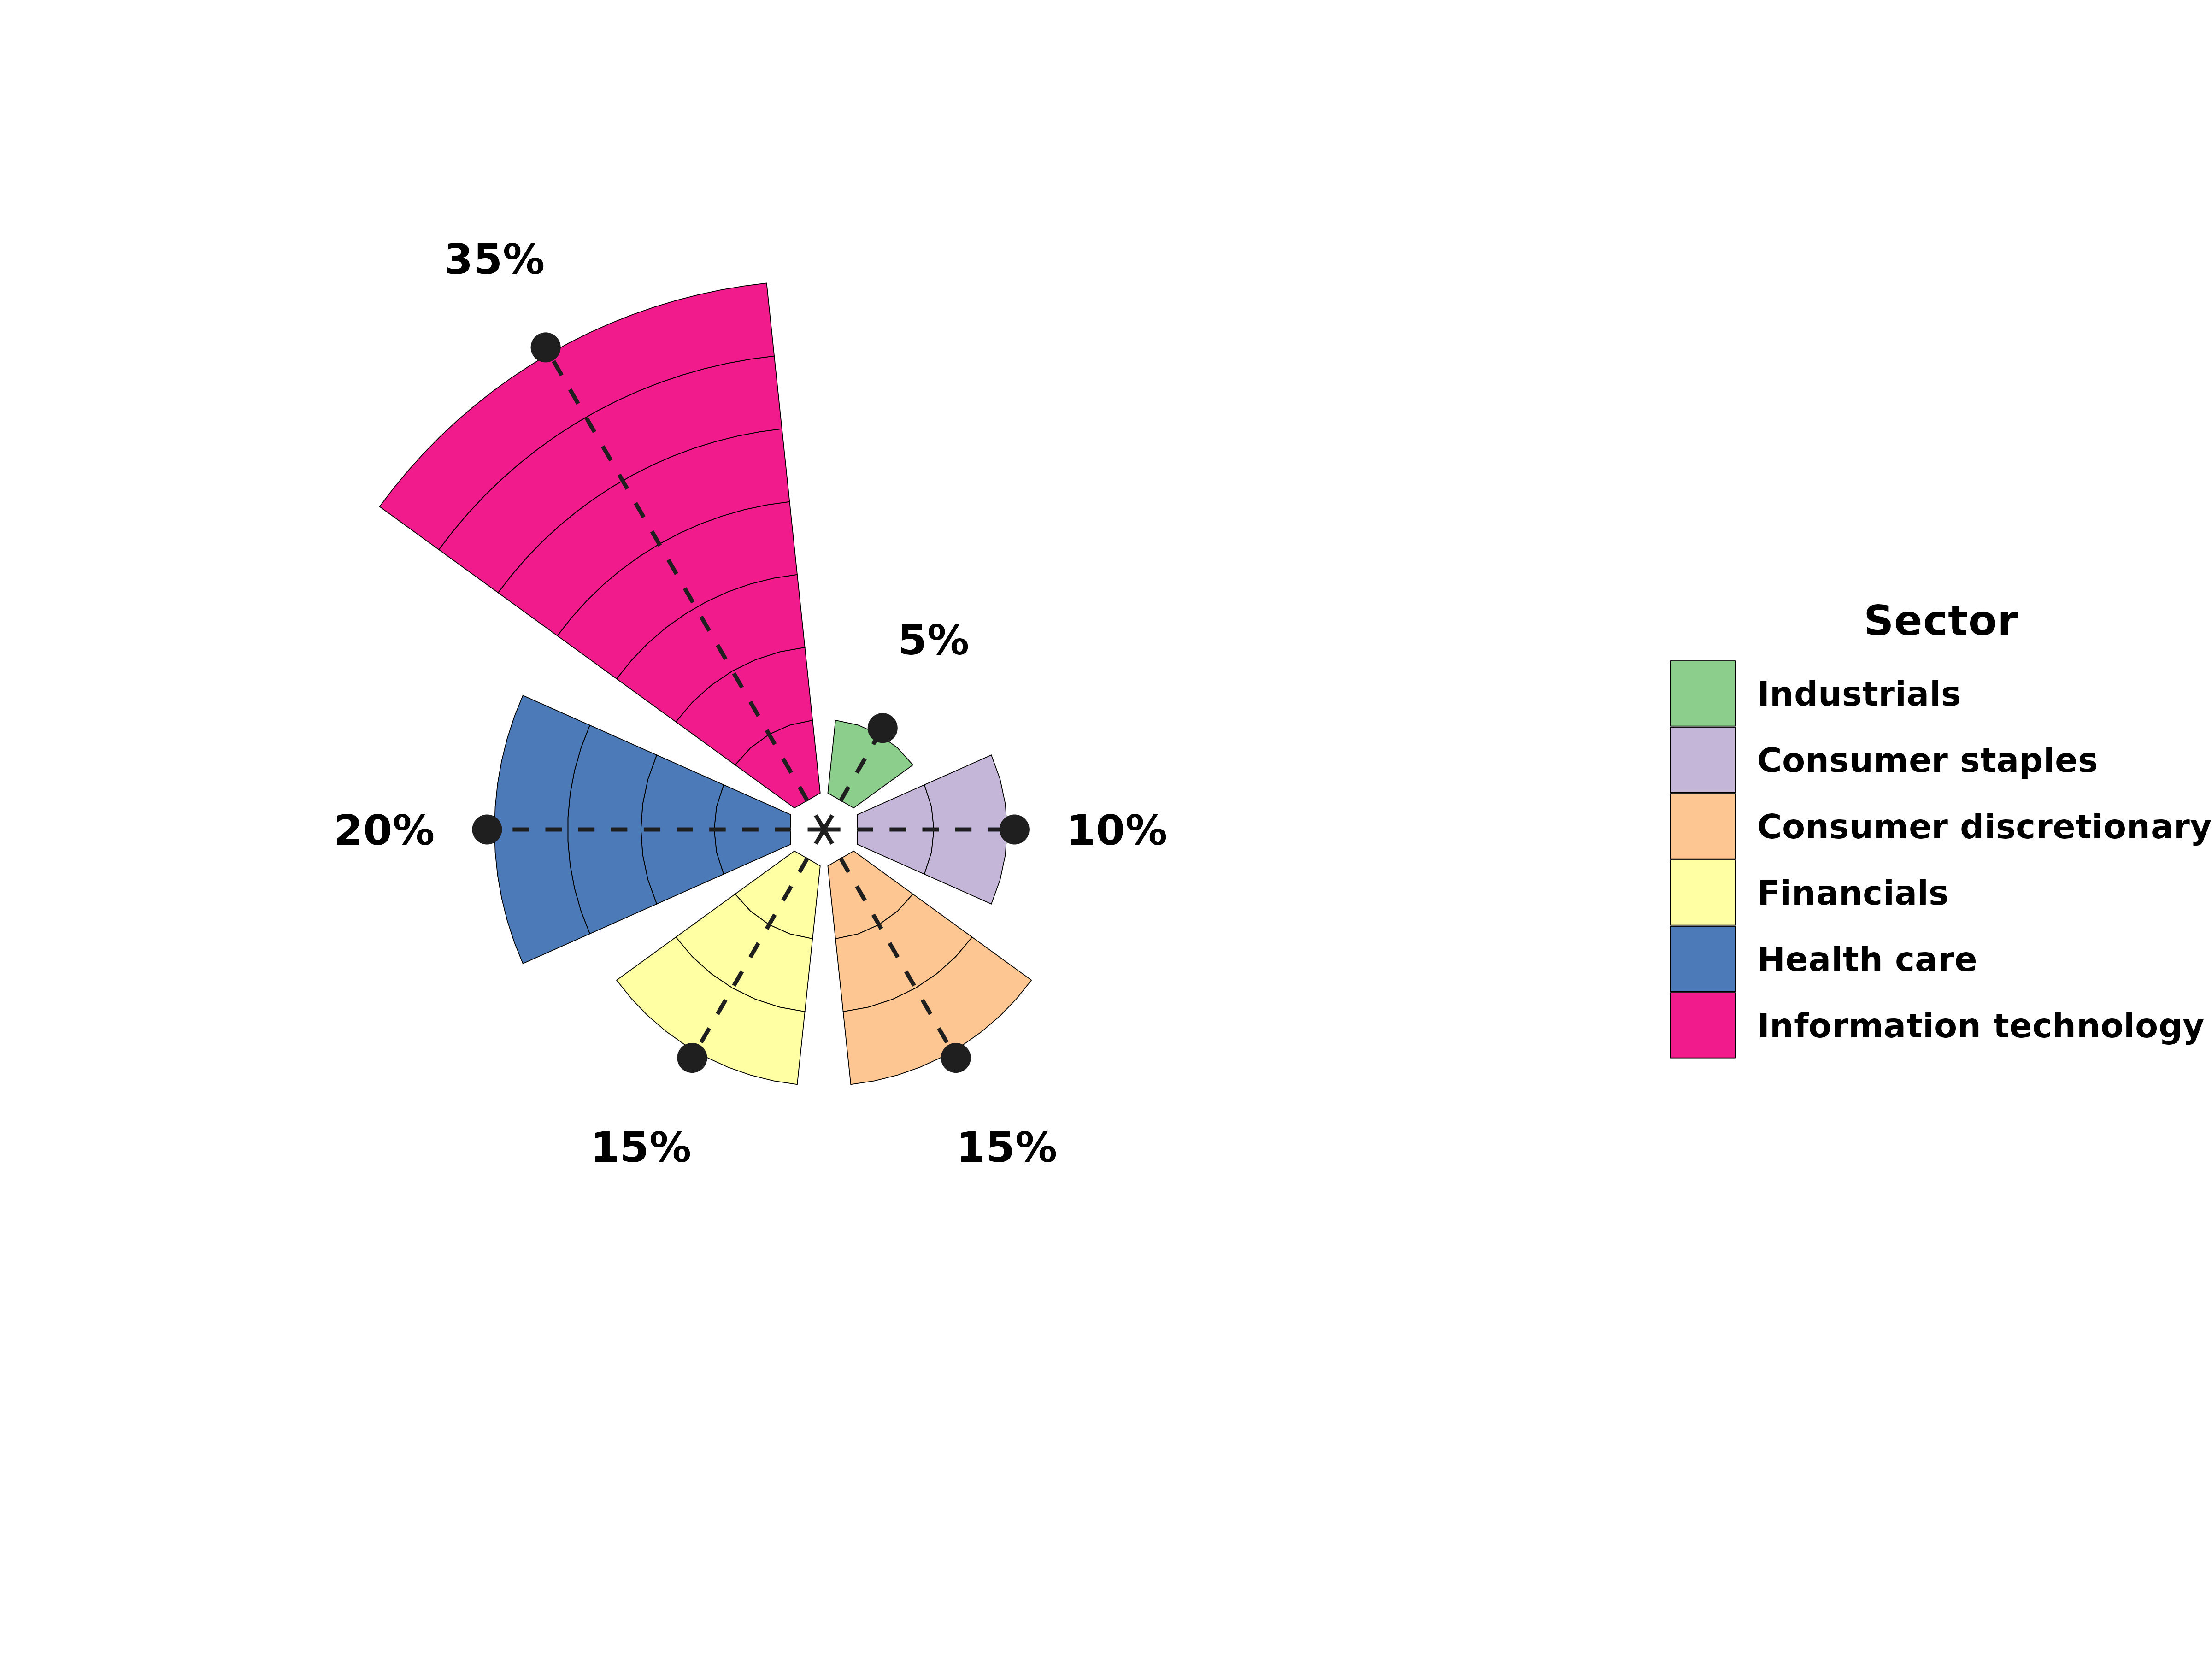 35%
5%
20%
10%
15%
15%
Sector
Industrials
Consumer staples
Consumer discretionary
Financials
Health care
Information technology